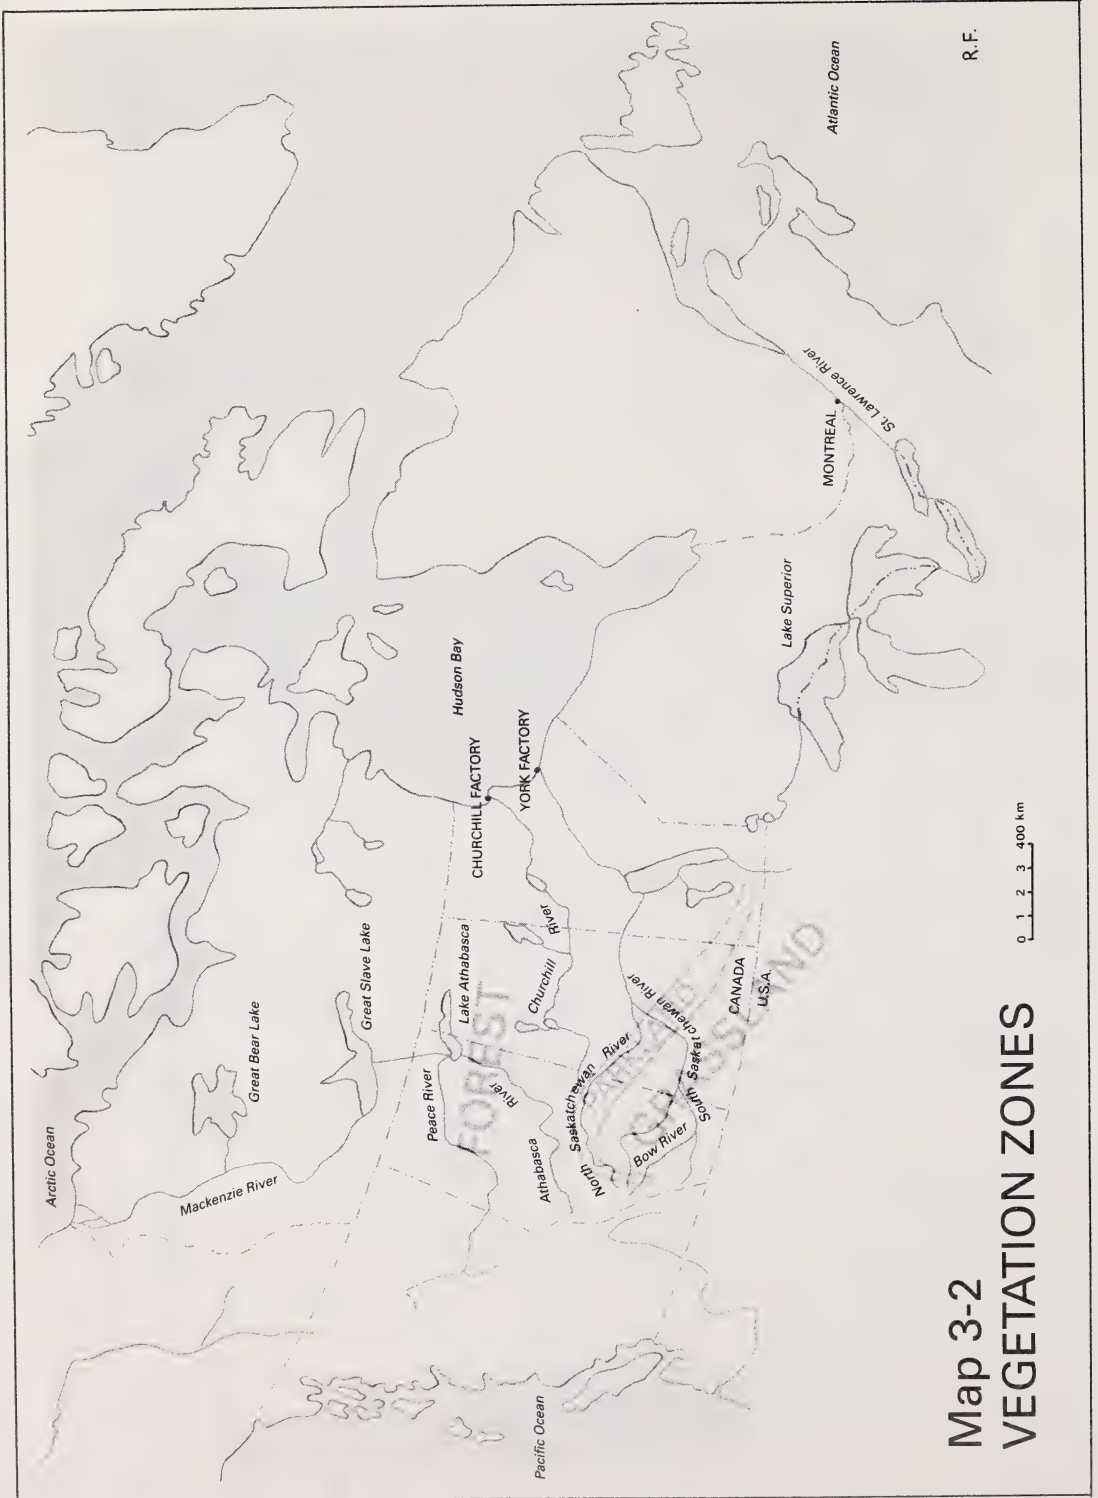 Arctic Ocean
Great Bear Lake
Mackenzie River
Great Slave Lake
Peace River
Lake Athabasca
FOREST
Athabasca River
Churchill River
CHURCHILL FACTORY
YORK FACTORY
Hudson Bay
North Saskatchewan River
PARKLAND
GRASSLAND
South Saskatchewan River
Bow River
CANADA
U.S.A.
Pacific Ocean
Lake Superior
MONTREAL
St. Lawrence River
Atlantic Ocean
Map 3-2
VEGETATION ZONES
0 1 2 3 400 km
R.F.